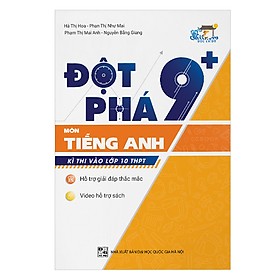 Hà Thị Hoa - Phan Thị Như Mai
Phạm Thị Mai Anh - Nguyễn Bằng Giang
ĐỘT PHÁ 9+
MÔN
TIẾNG ANH
KÌ THI VÀO LỚP 10 THPT
Hỗ trợ giải đáp thắc mắc
Video hỗ trợ sách
NHÀ XUẤT BẢN ĐẠI HỌC QUỐC GIA HÀ NỘI